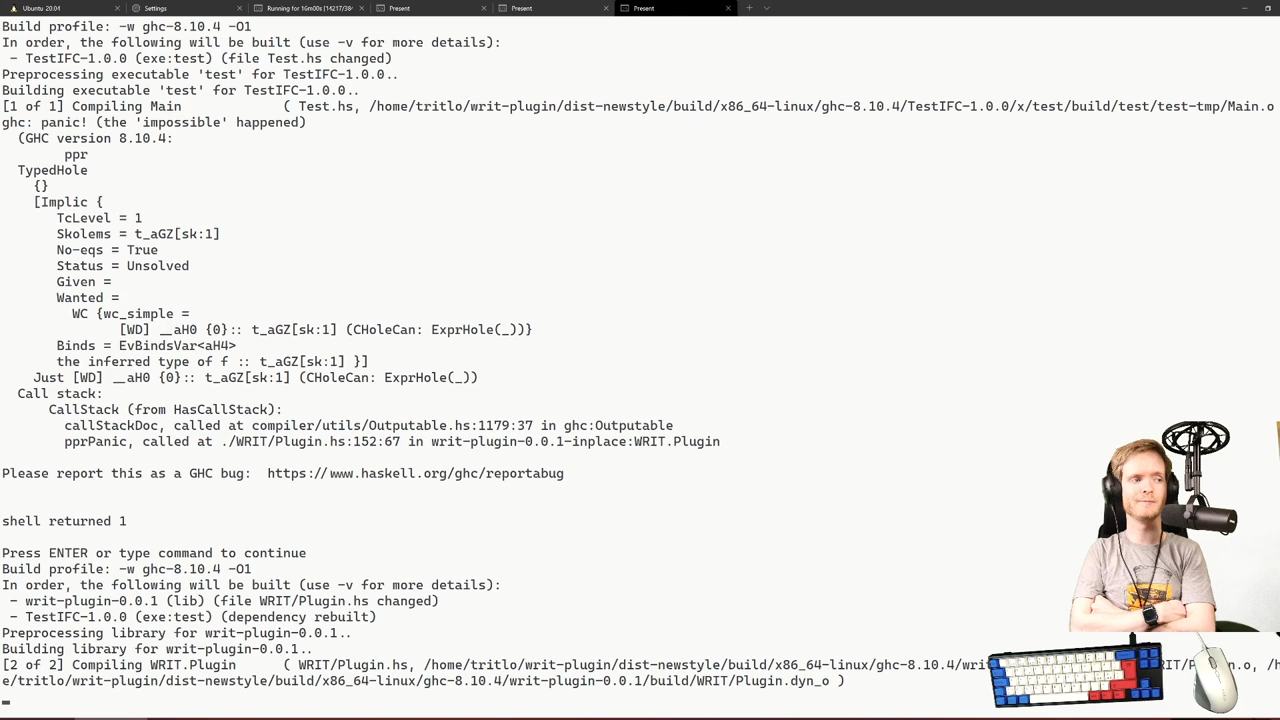 Ubuntu 20.04
Settings
Running for 16m00s [14217/384
Present
Present
Present
Build profile: -w ghc-8.10.4 -O1
In order, the following will be built (use -v for more details):
- TestIFC-1.0.0 (exe:test) (file Test.hs changed)
Preprocessing executable 'test' for TestIFC-1.0.0..
Building executable 'test' for TestIFC-1.0.0..
[1 of 1] Compiling Main ( Test.hs, /home/tritlo/writ-plugin/dist-newstyle/build/x86_64-linux/ghc-8.10.4/TestIFC-1.0.0/x/test/build/test/test-tmp/Main.o
ghc: panic! (the 'impossible' happened)
(GHC version 8.10.4:
ppr
TypedHole
{}
[Implic {
TcLevel = 1
Skolems = t_aGZ[sk:1]
No-eqs = True
Status = Unsolved
Given =
Wanted =
WC {wc_simple =
[WD] __aH0 {0}:: t_aGZ[sk:1] (CHoleCan: ExprHole(_))}
Binds = EvBindsVar<aH4>
the inferred type of f :: t_aGZ[sk:1] }]
Just [WD] __aH0 {0}:: t_aGZ[sk:1] (CHoleCan: ExprHole(_))
Call stack:
CallStack (from HasCallStack):
callStackDoc, called at compiler/utils/Outputable.hs:1179:37 in ghc:Outputable
pprPanic, called at ./WRIT/Plugin.hs:152:67 in writ-plugin-0.0.1-inplace:WRIT.Plugin
Please report this as a GHC bug: https://www.haskell.org/ghc/reportabug
shell returned 1
Press ENTER or type command to continue
Build profile: -w ghc-8.10.4 -O1
In order, the following will be built (use -v for more details):
- writ-plugin-0.0.1 (lib) (file WRIT/Plugin.hs changed)
- TestIFC-1.0.0 (exe:test) (dependency rebuilt)
Preprocessing library for writ-plugin-0.0.1..
Building library for writ-plugin-0.0.1..
[2 of 2] Compiling WRIT.Plugin ( WRIT/Plugin.hs, /home/tritlo/writ-plugin/dist-newstyle/build/x86_64-linux/ghc-8.10.4/wri
e/tritlo/writ-plugin/dist-newstyle/build/x86_64-linux/ghc-8.10.4/writ-plugin-0.0.1/build/WRIT/Plugin.dyn_o )